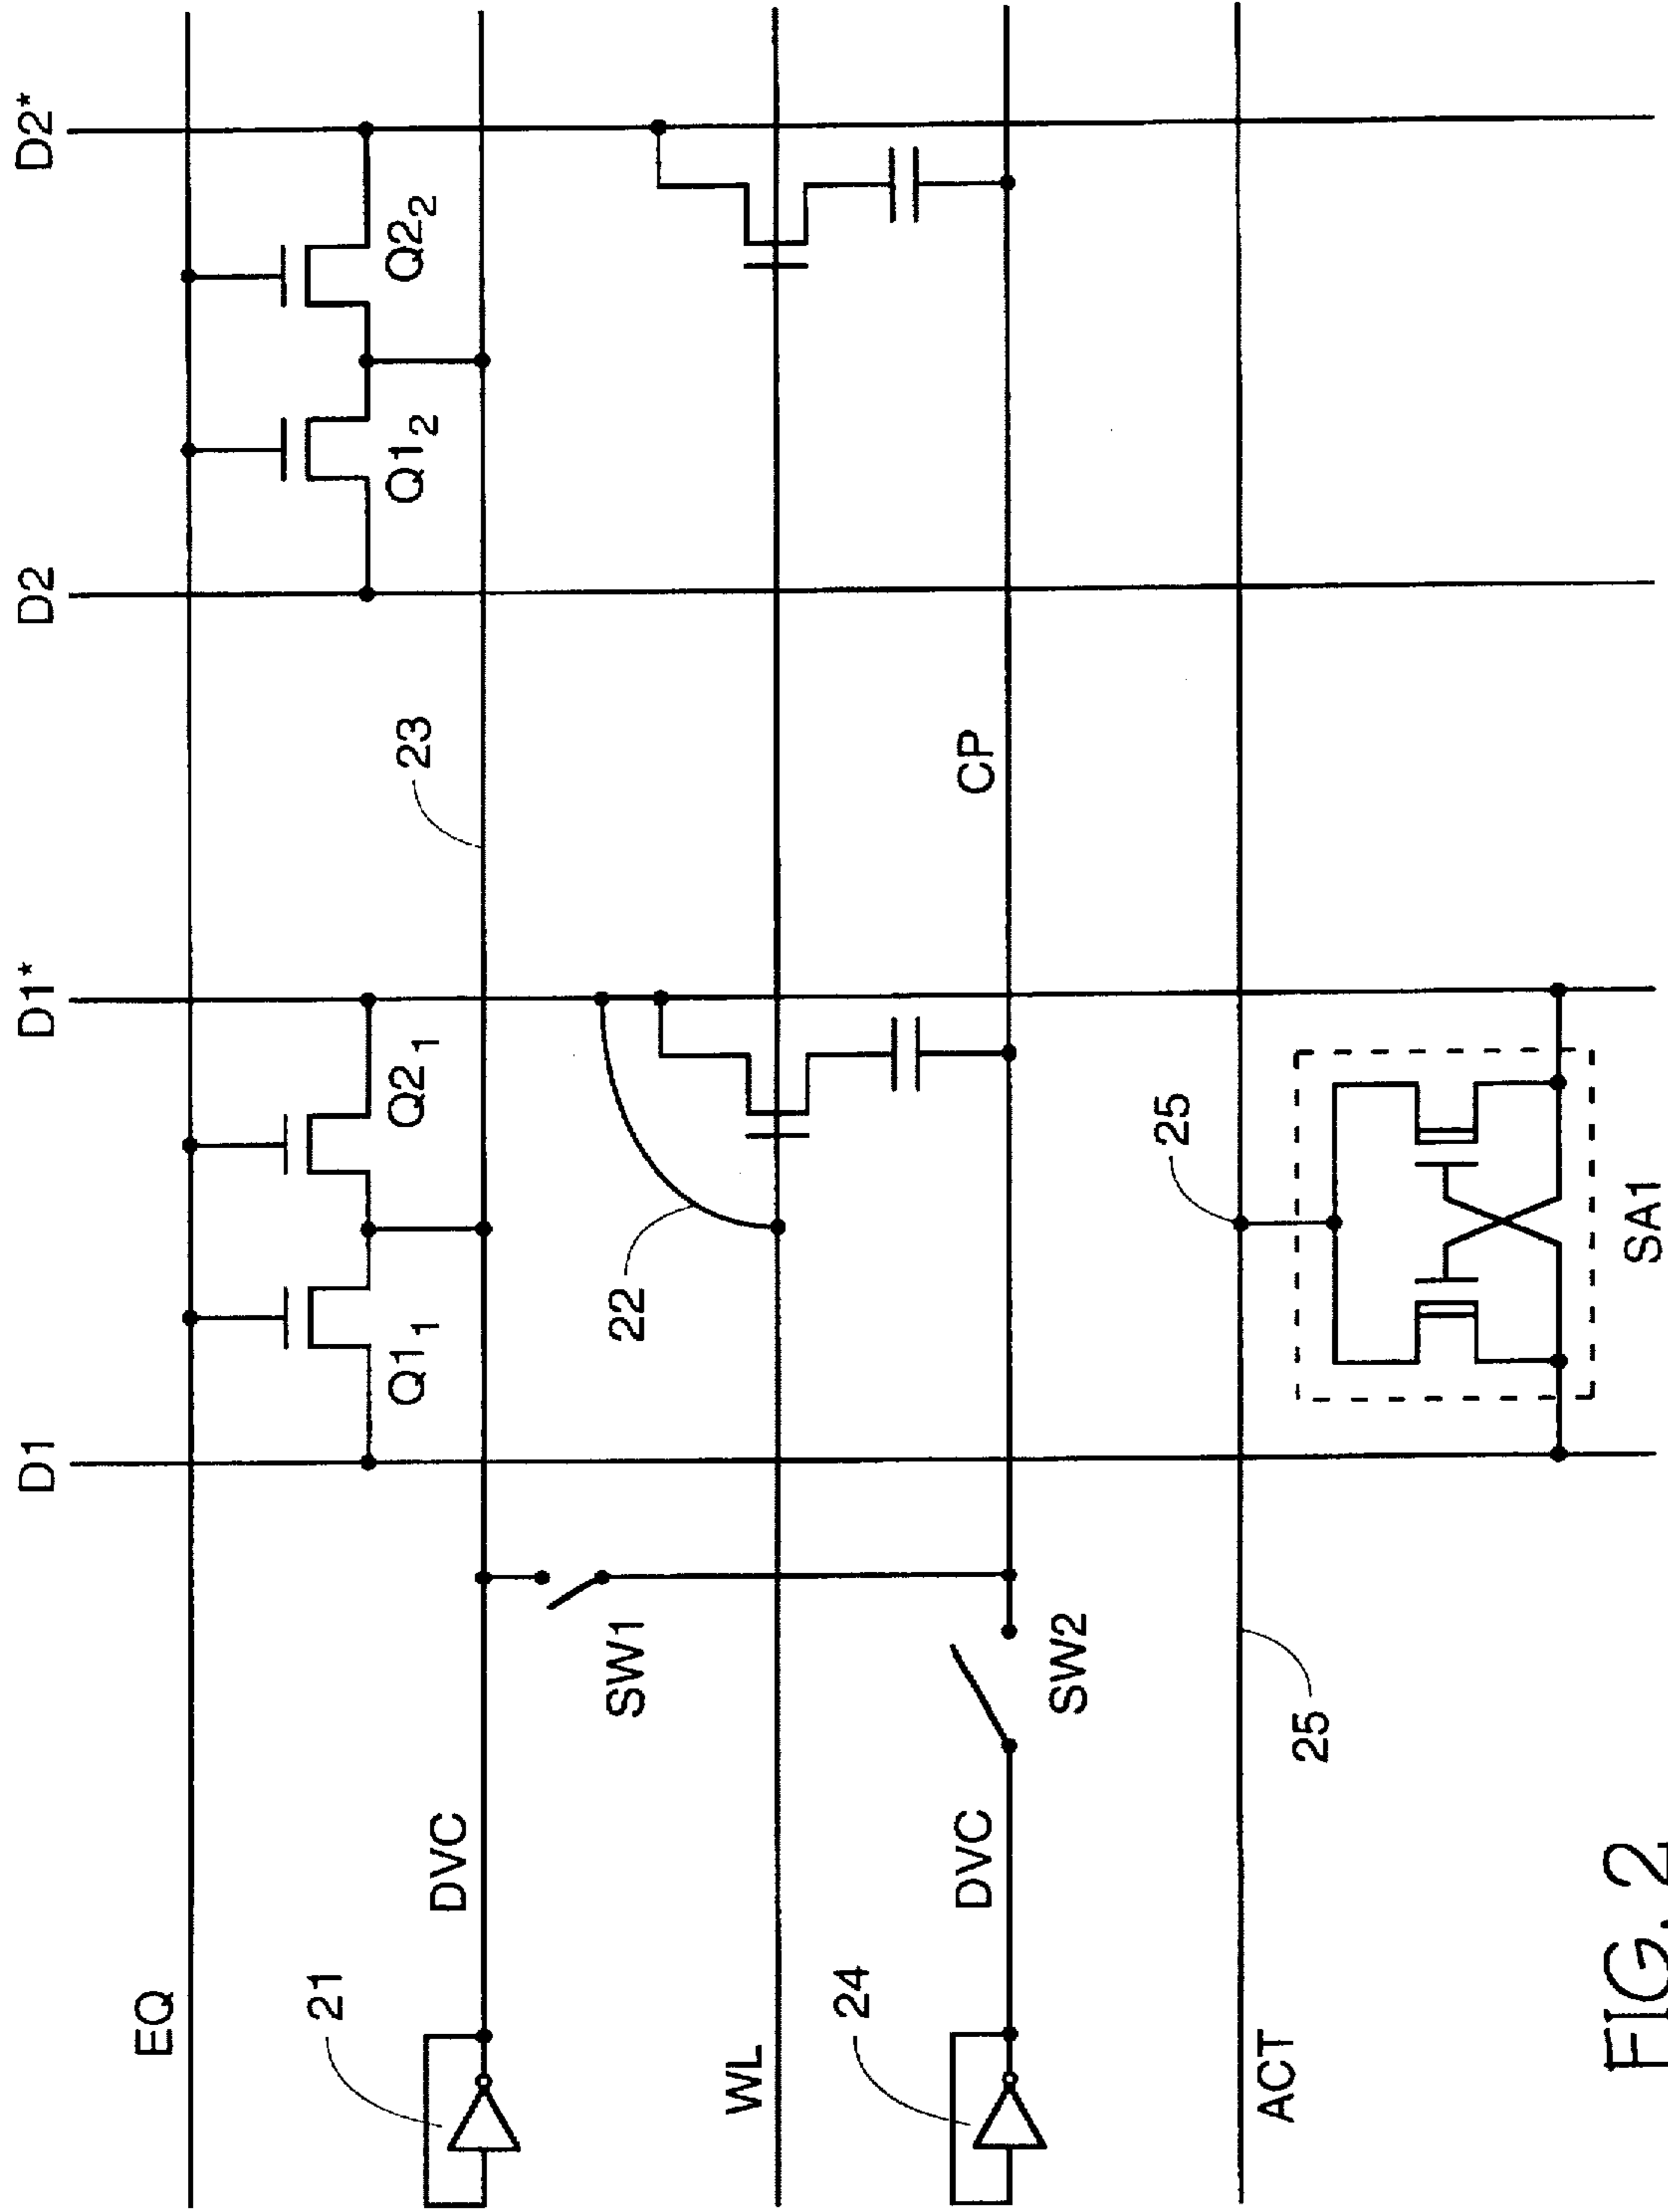 D1
D1*
D2
D2*
EQ
Q1₁
Q2₁
Q1₂
Q2₂
21
DVC
23
SW1
22
WL
24
DVC
SW2
CP
ACT
25
25
SA1
FIG. 2